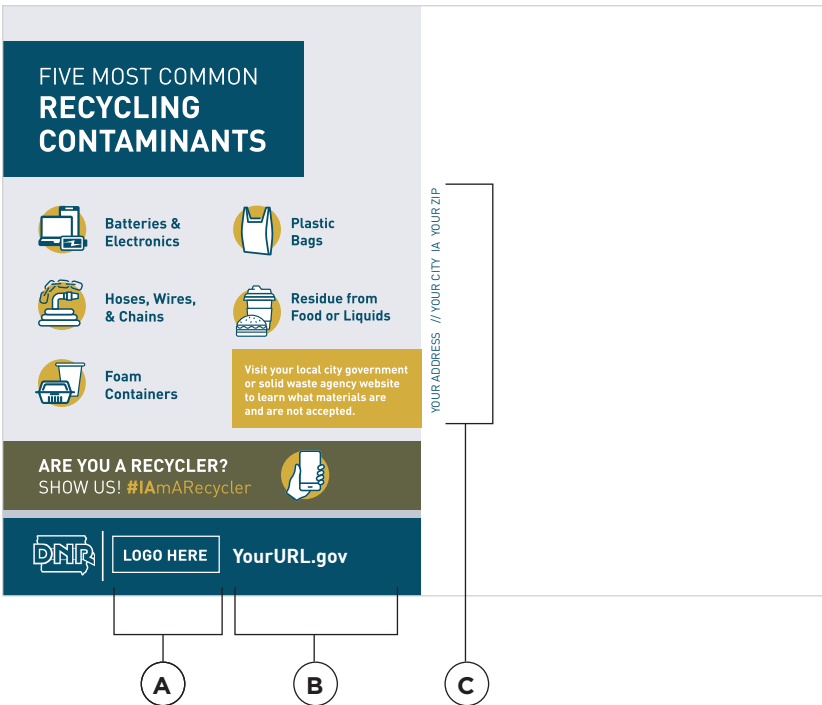 FIVE MOST COMMON
RECYCLING
CONTAMINANTS
Batteries &
Electronics
Plastic
Bags
Hoses, Wires,
& Chains
Residue from
Food or Liquids
Foam
Containers
Visit your local city government
or solid waste agency website
to learn what materials are
and are not accepted.
YOUR ADDRESS // YOUR CITY IA YOUR ZIP
ARE YOU A RECYCLER?
SHOW US! #IAmARecycler
DNR
LOGO HERE
YourURL.gov
A
B
C